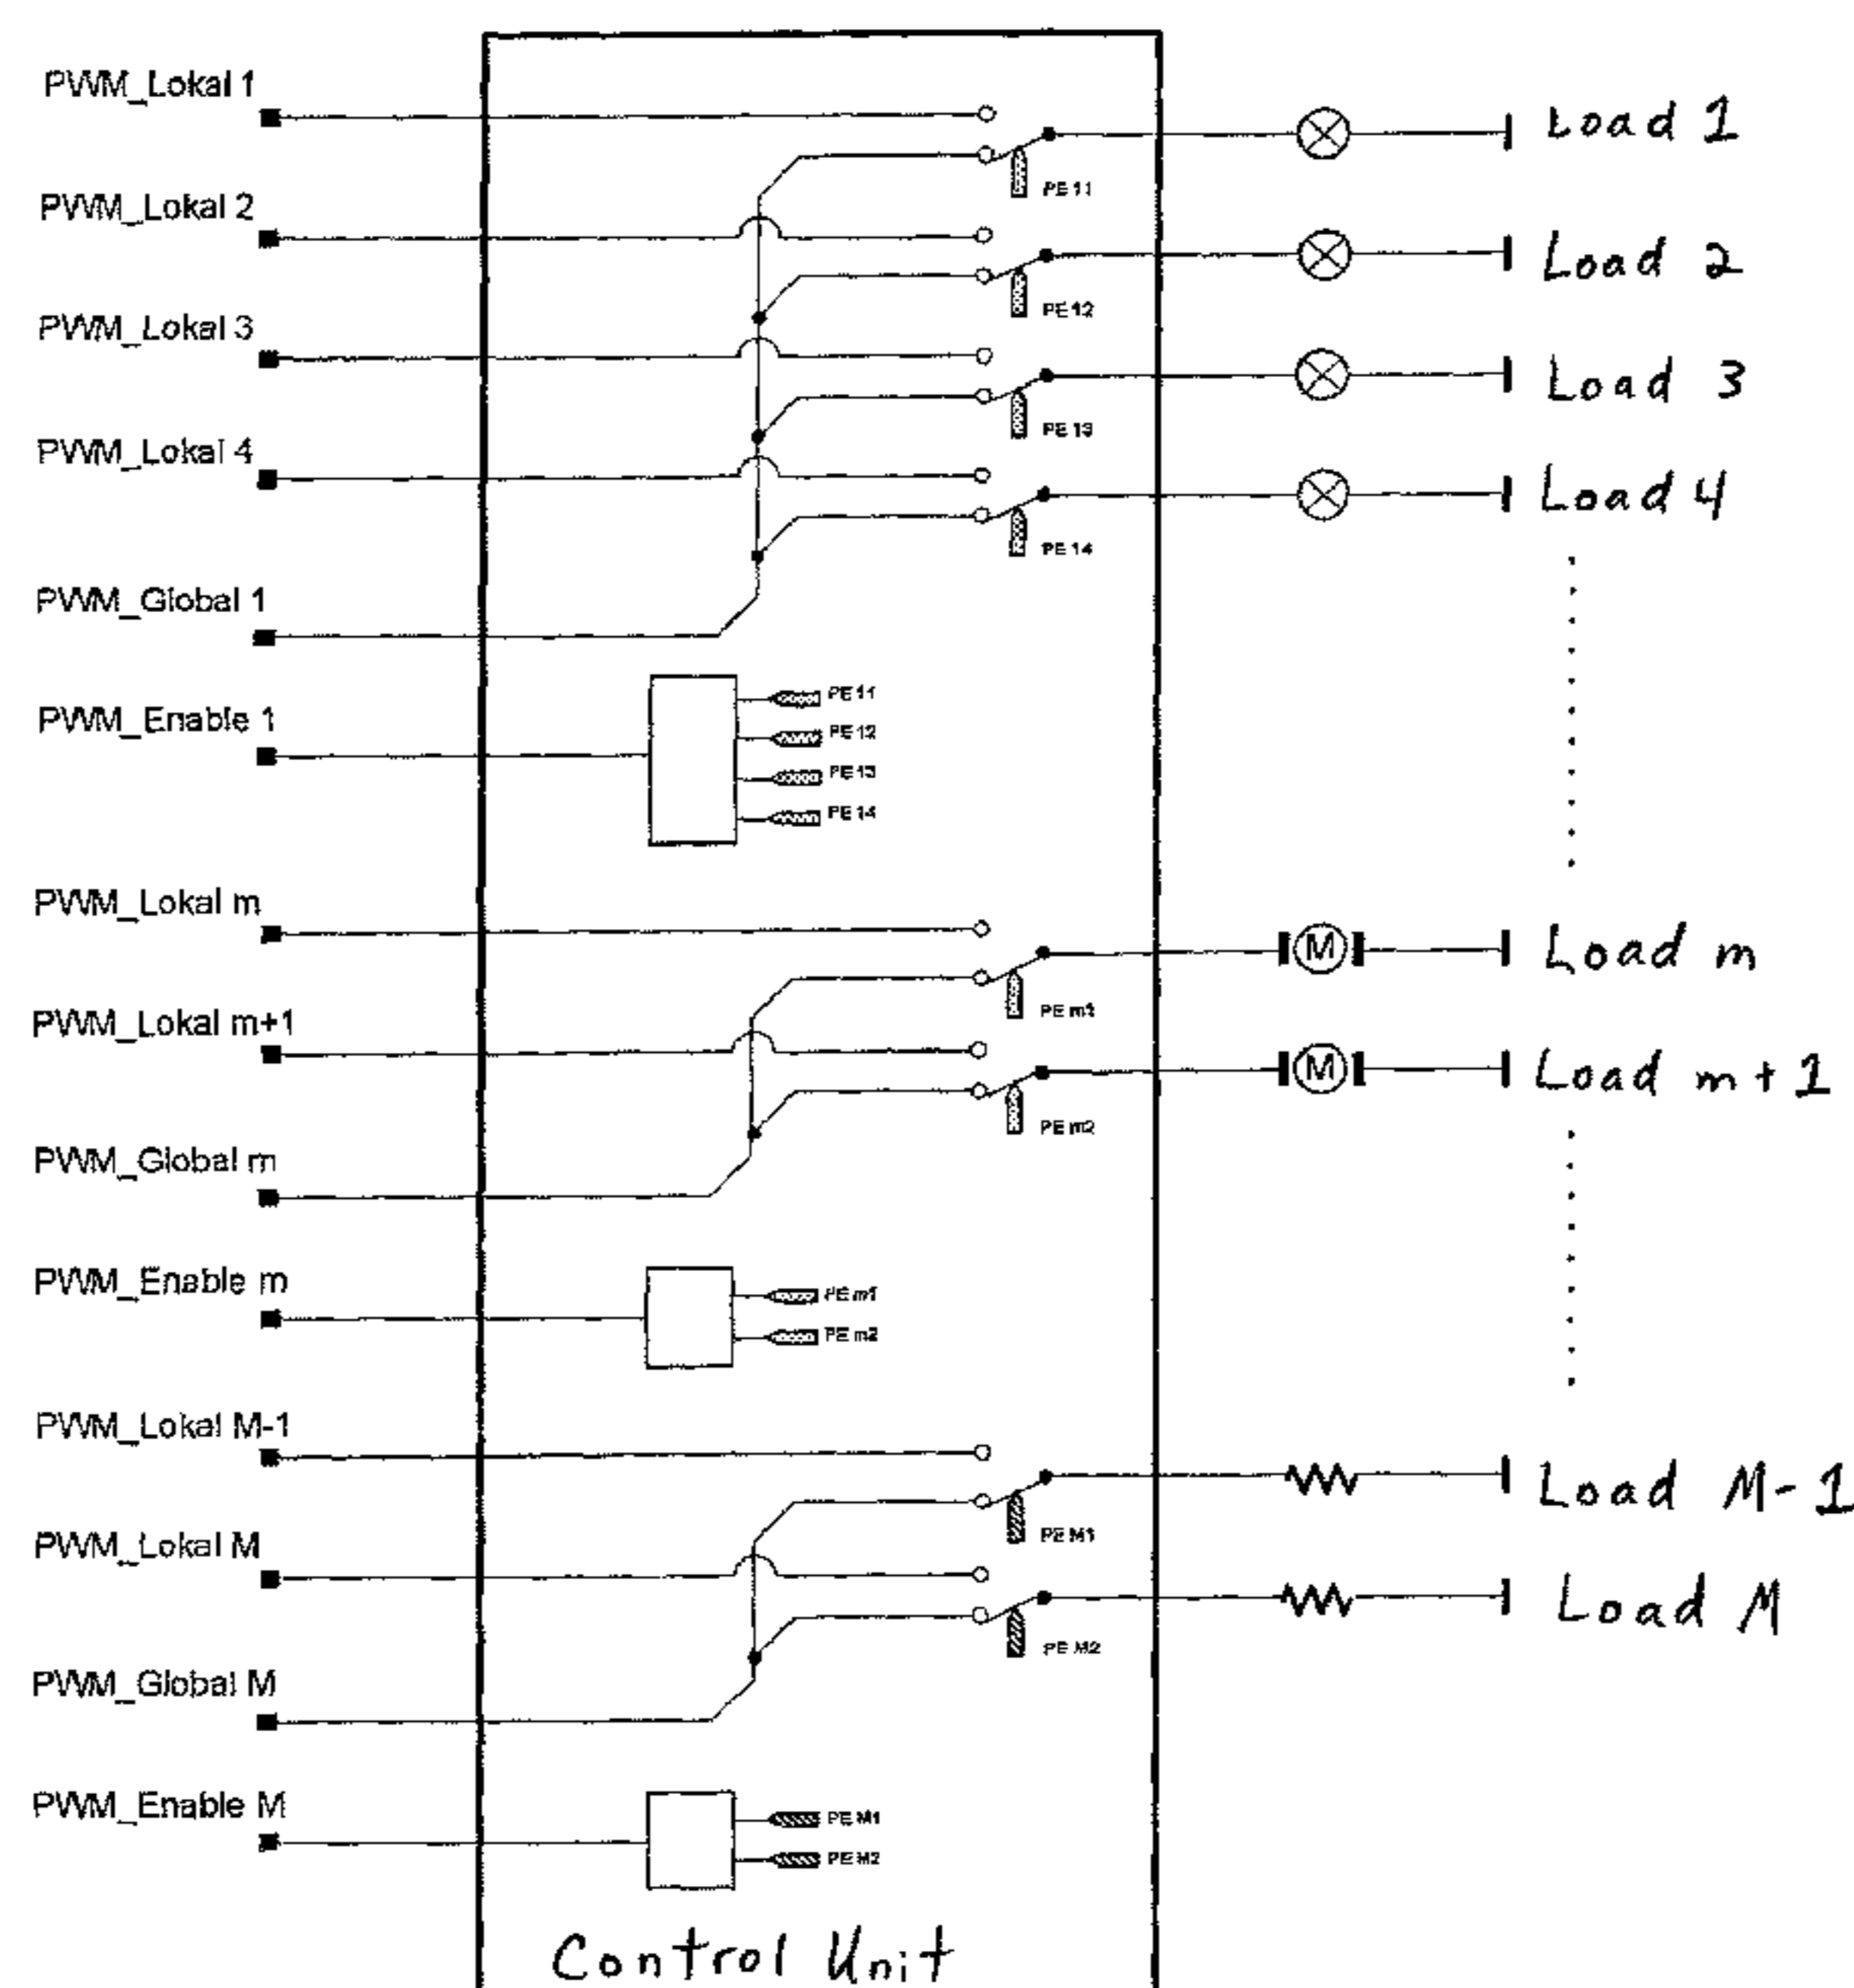 PWM_Lokal 1
Load 1
PE 11
PWM_Lokal 2
Load 2
PE 12
PWM_Lokal 3
Load 3
PE 13
PWM_Lokal 4
Load 4
PE 14
PWM_Global 1
PWM_Enable 1
PE 11
PE 12
PE 13
PE 14
PWM_Lokal m
M
Load m
PE m1
PWM_Lokal m+1
M
Load m+1
PE m2
PWM_Global m
PWM_Enable m
PE m1
PE m2
PWM_Lokal M-1
Load M-1
PE M1
PWM_Lokal M
Load M
PE M2
PWM_Global M
PWM_Enable M
PE M1
PE M2
Control Unit